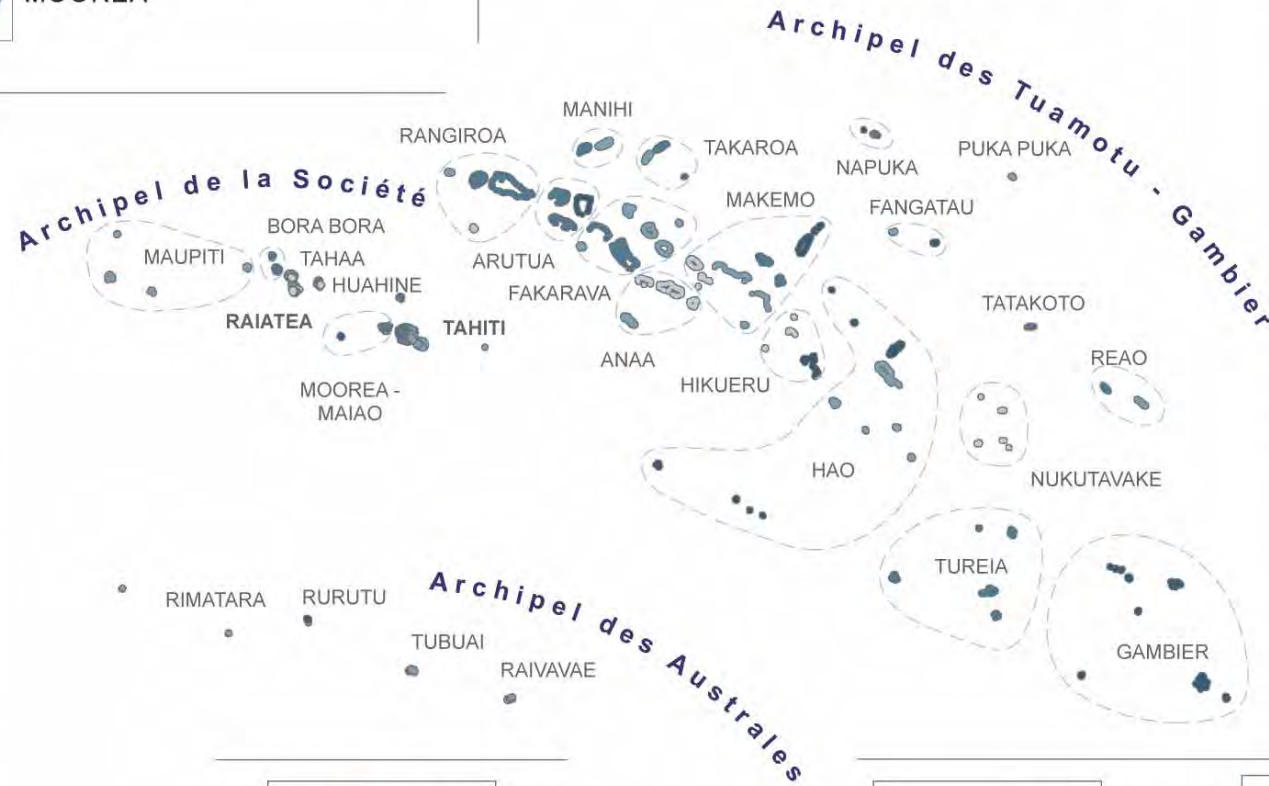 MOOREA
Archipel des Tuamotu - Gambier
MANIHI
RANGIROA
TAKAROA
NAPUKA
PUKA PUKA
Archipel de la Société
MAKEMO
FANGATAU
BORA BORA
MAUPITI
TAHAA
ARUTUA
HUAHINE
FAKARAVA
TATAKOTO
RAIATEA
TAHITI
ANAA
REAO
HIKUERU
MOOREA -
MAIAO
HAO
NUKUTAVAKE
TUREIA
Archipel des Australes
RIMATARA
RURUTU
TUBUAI
GAMBIER
RAIVAVAE